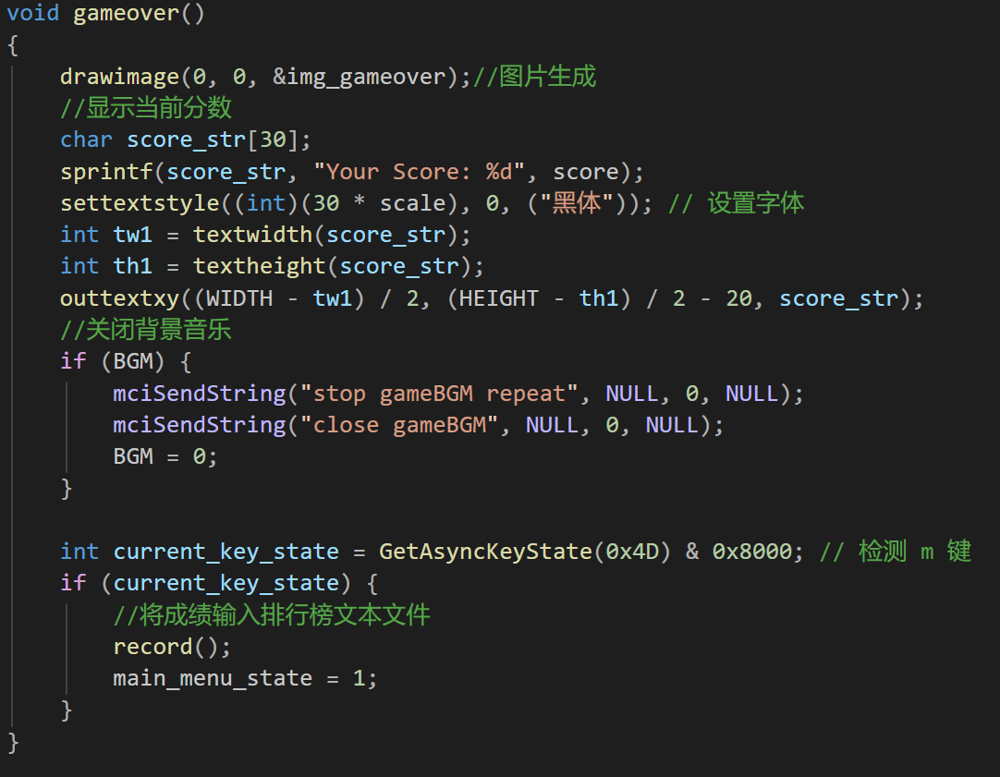 void gameover()
{
drawimage(0, 0, &img_gameover);//图片生成
//显示当前分数
char score_str[30];
sprintf(score_str, "Your Score: %d", score);
settextstyle((int)(30 * scale), 0, ("黑体")); // 设置字体
int tw1 = textwidth(score_str);
int th1 = textheight(score_str);
outtextxy((WIDTH - tw1) / 2, (HEIGHT - th1) / 2 - 20, score_str);
//关闭背景音乐
if (BGM) {
mciSendString("stop gameBGM repeat", NULL, 0, NULL);
mciSendString("close gameBGM", NULL, 0, NULL);
BGM = 0;
}
int current_key_state = GetAsyncKeyState(0x4D) & 0x8000; // 检测 m 键
if (current_key_state) {
//将成绩输入排行榜文本文件
record();
main_menu_state = 1;
}
}